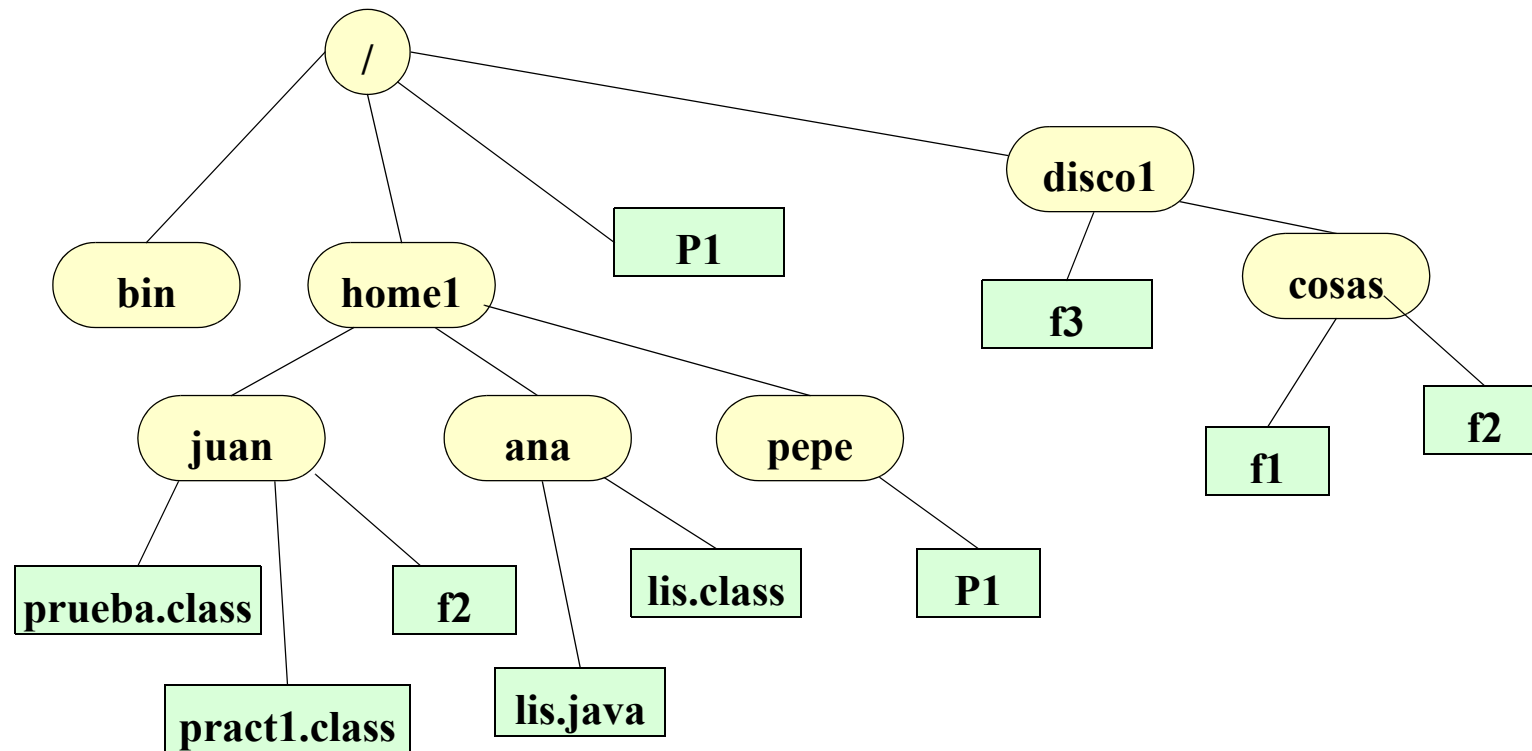 /
disco1
P1
bin
home1
cosas
f3
juan
ana
pepe
f2
f1
prueba.class
f2
lis.class
P1
pract1.class
lis.java